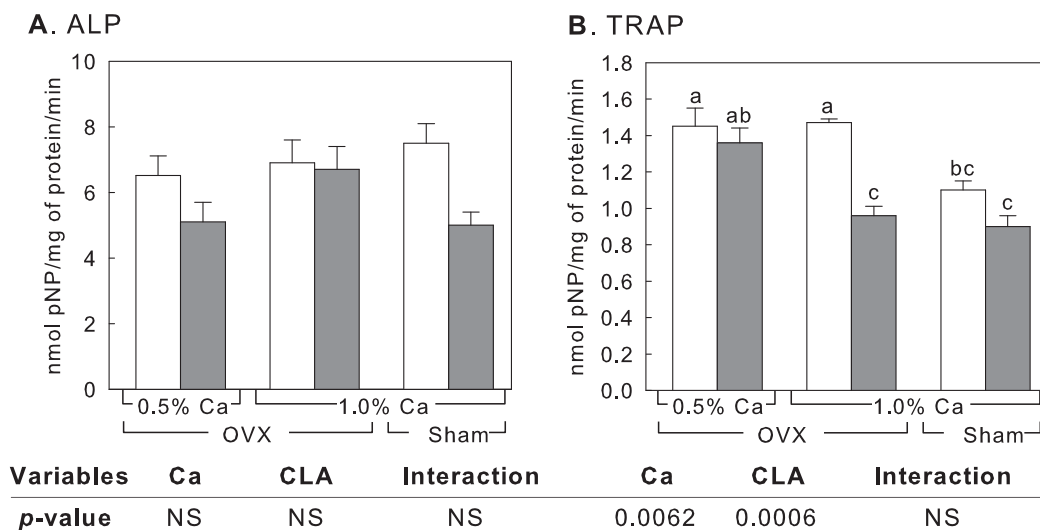 A. ALP
nmol pNP/mg of protein/min
10
8
6
4
2
0
0.5% Ca
1.0% Ca
OVX
Sham
B. TRAP
nmol pNP/mg of protein/min
1.8
1.6
1.4
1.2
1.0
0.8
0.6
0.4
0.2
0.0
a
ab
a
c
bc
c
0.5% Ca
1.0% Ca
OVX
Sham
Variables Ca CLA Interaction Ca CLA Interaction
p-value NS NS NS 0.0062 0.0006 NS